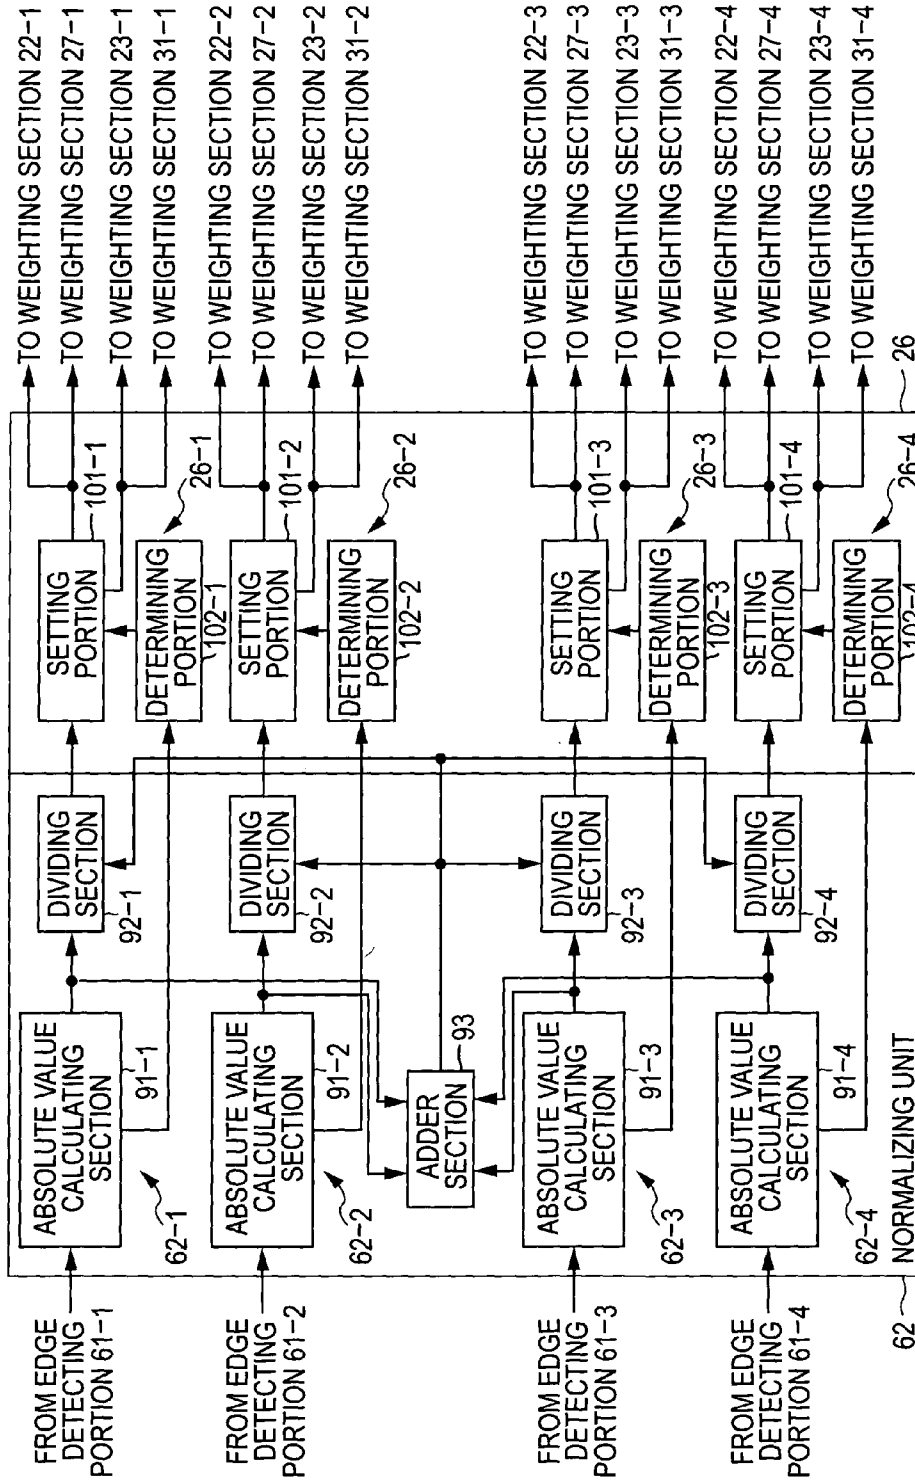 FROM EDGE
DETECTING
PORTION 61-1
ABSOLUTE VALUE
CALCULATING
SECTION
91-1
62-1
DIVIDING
SECTION
92-1
SETTING
PORTION
101-1
DETERMINING
PORTION
102-1
26-1
TO WEIGHTING SECTION 22-1
TO WEIGHTING SECTION 27-1
TO WEIGHTING SECTION 23-1
TO WEIGHTING SECTION 31-1
FROM EDGE
DETECTING
PORTION 61-2
ABSOLUTE VALUE
CALCULATING
SECTION
91-2
62-2
DIVIDING
SECTION
92-2
SETTING
PORTION
101-2
DETERMINING
PORTION
102-2
26-2
TO WEIGHTING SECTION 22-2
TO WEIGHTING SECTION 27-2
TO WEIGHTING SECTION 23-2
TO WEIGHTING SECTION 31-2
ADDER
SECTION
93
FROM EDGE
DETECTING
PORTION 61-3
ABSOLUTE VALUE
CALCULATING
SECTION
91-3
62-3
DIVIDING
SECTION
92-3
SETTING
PORTION
101-3
DETERMINING
PORTION
102-3
26-3
TO WEIGHTING SECTION 22-3
TO WEIGHTING SECTION 27-3
TO WEIGHTING SECTION 23-3
TO WEIGHTING SECTION 31-3
FROM EDGE
DETECTING
PORTION 61-4
ABSOLUTE VALUE
CALCULATING
SECTION
91-4
62-4
DIVIDING
SECTION
92-4
SETTING
PORTION
101-4
DETERMINING
PORTION
102-4
26-4
TO WEIGHTING SECTION 22-4
TO WEIGHTING SECTION 27-4
TO WEIGHTING SECTION 23-4
TO WEIGHTING SECTION 31-4
62 NORMALIZING UNIT
26